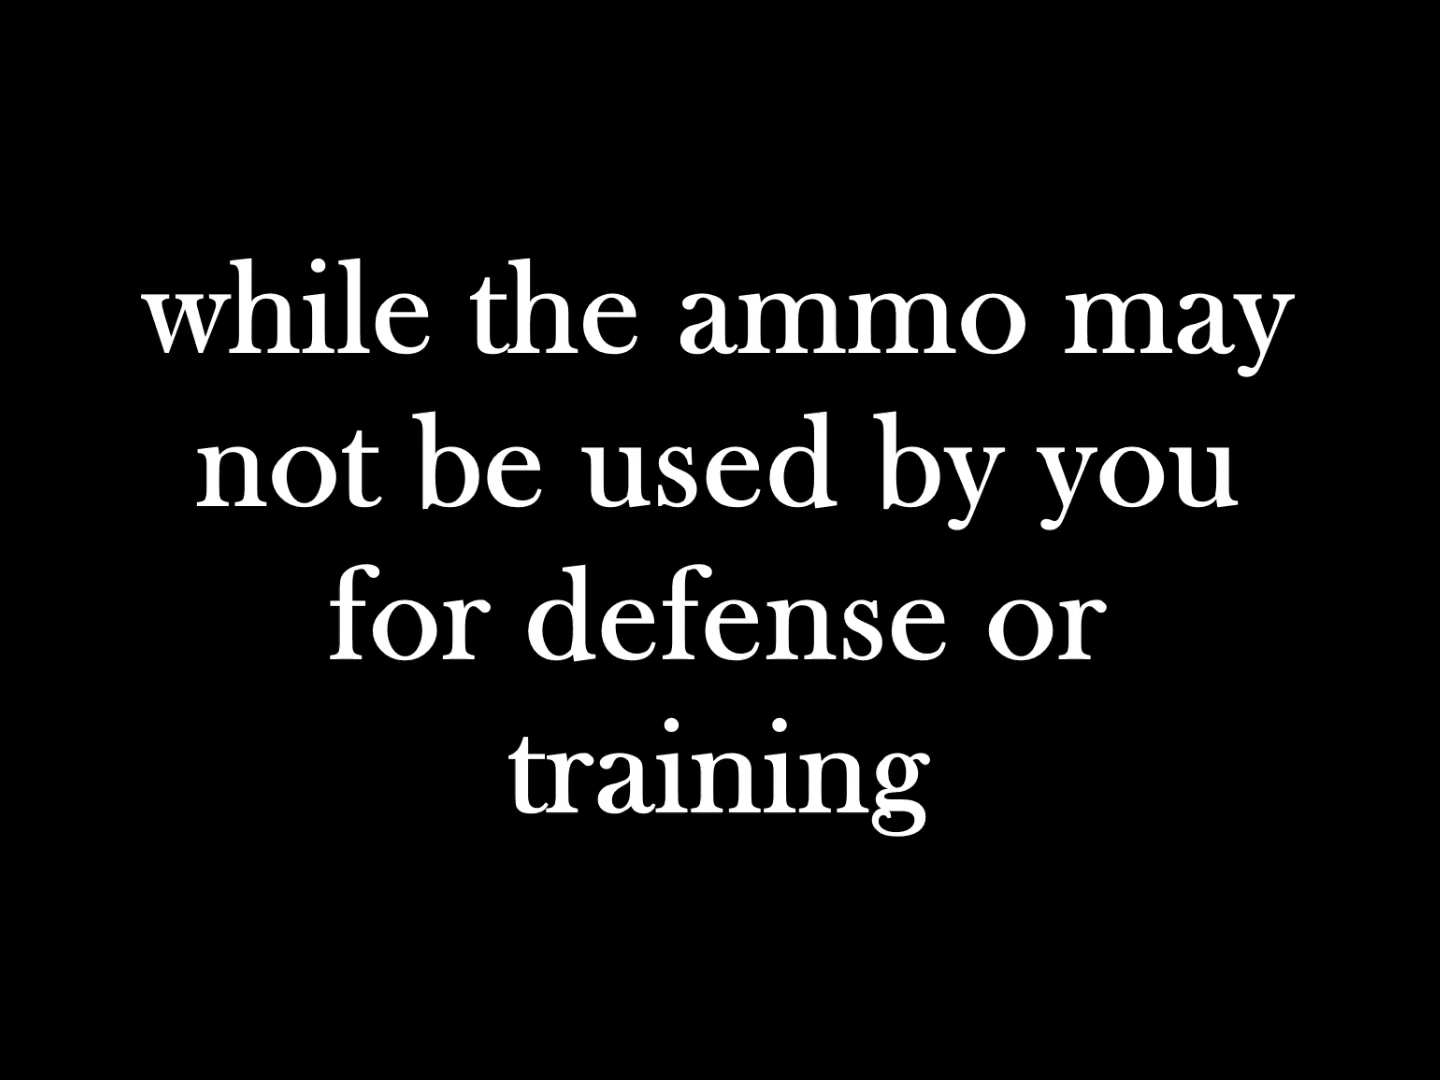 while the ammo may
not be used by you
for defense or
training